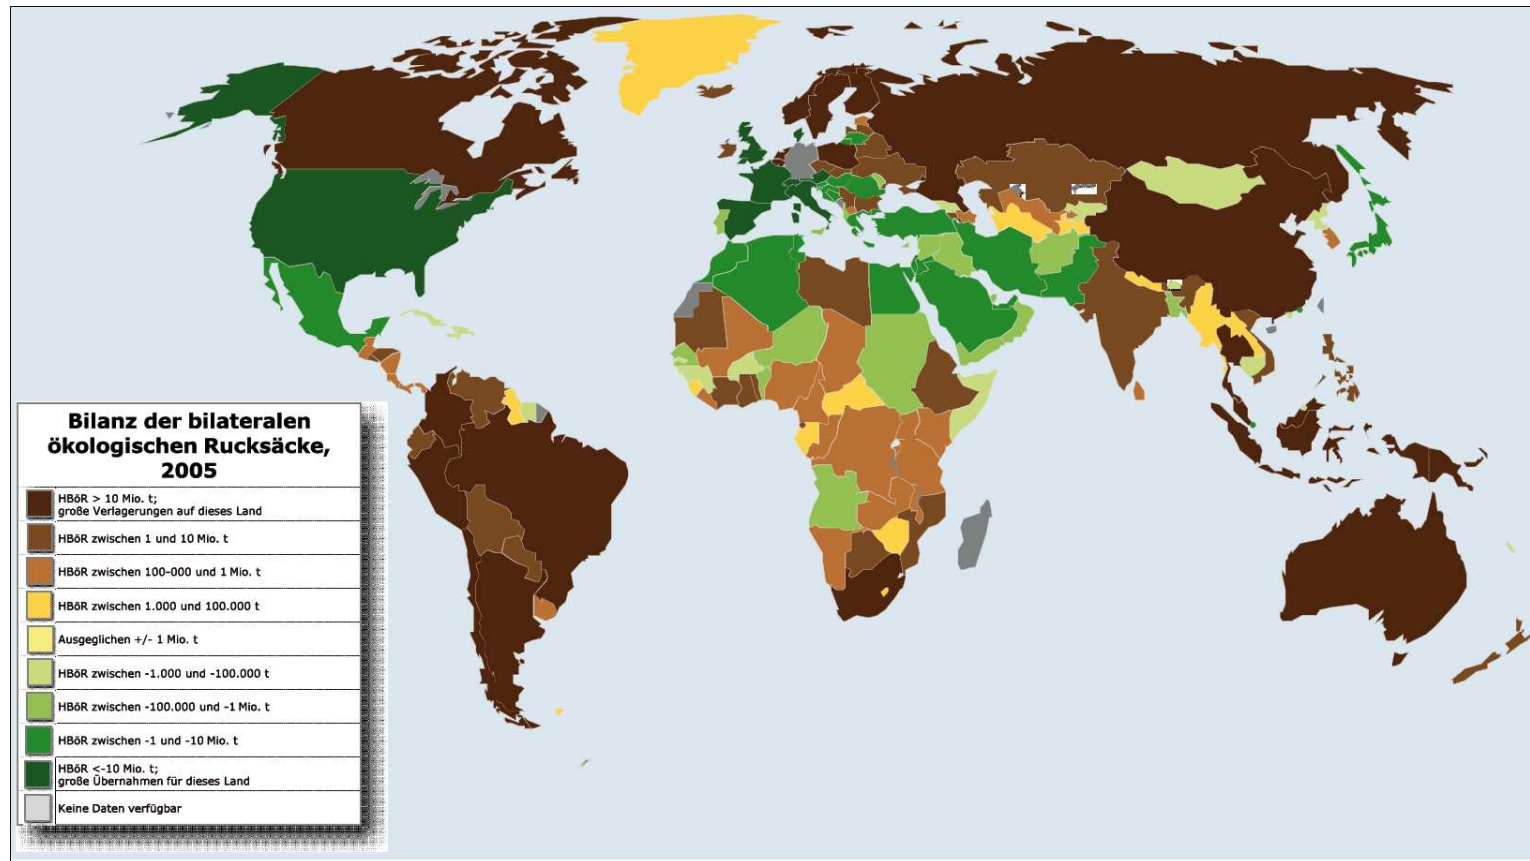 Bilanz der bilateralen
ökologischen Rucksäcke,
2005
HBöR > 10 Mio. t;
große Verlagerungen auf dieses Land
HBöR zwischen 1 und 10 Mio. t
HBöR zwischen 100-000 und 1 Mio. t
HBöR zwischen 1.000 und 100.000 t
Ausgeglichen +/- 1 Mio. t
HBöR zwischen -1.000 und -100.000 t
HBöR zwischen -100.000 und -1 Mio. t
HBöR zwischen -1 und -10 Mio. t
HBöR <-10 Mio. t;
große Übernahmen für dieses Land
Keine Daten verfügbar